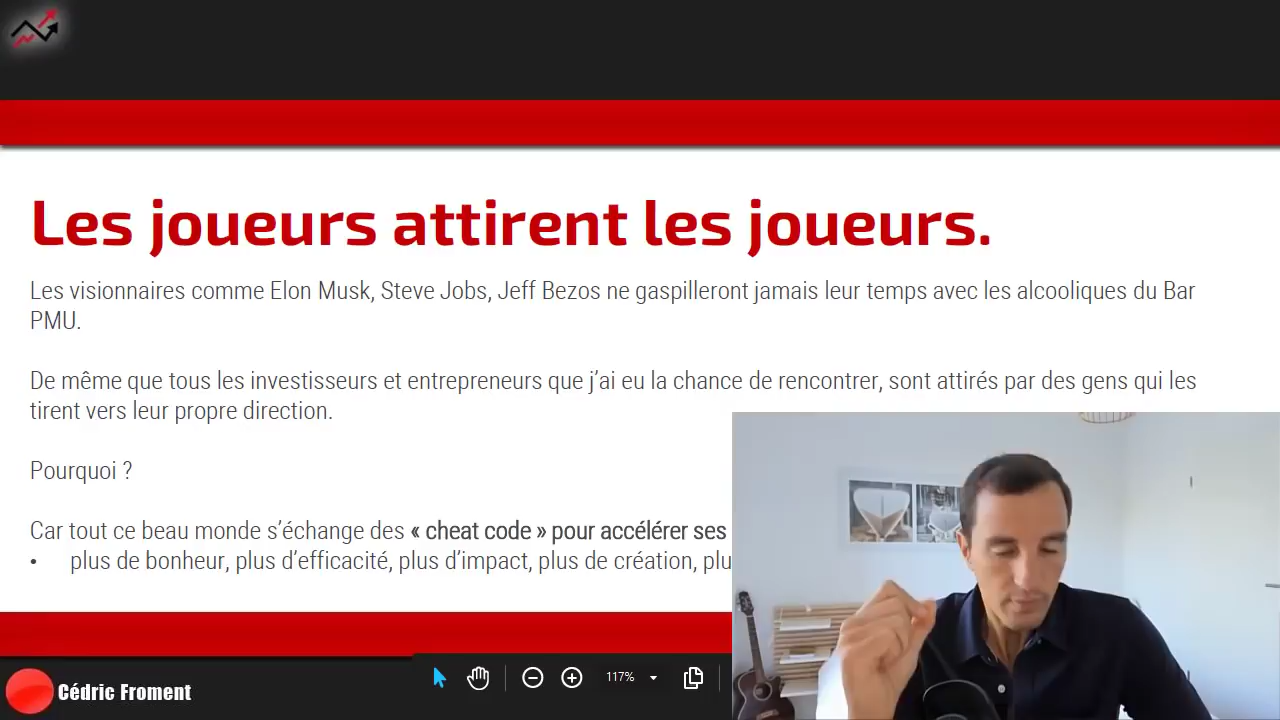 Les joueurs attirent les joueurs.
Les visionnaires comme Elon Musk, Steve Jobs, Jeff Bezos ne gaspilleront jamais leur temps avec les alcooliques du Bar
PMU.
De même que tous les investisseurs et entrepreneurs que j'ai eu la chance de rencontrer, sont attirés par des gens qui les
tirent vers leur propre direction.
Pourquoi ?
Car tout ce beau monde s'échange des « cheat code » pour accélérer ses
• plus de bonheur, plus d'efficacité, plus d'impact, plus de création, plu
117%
Cédric Froment